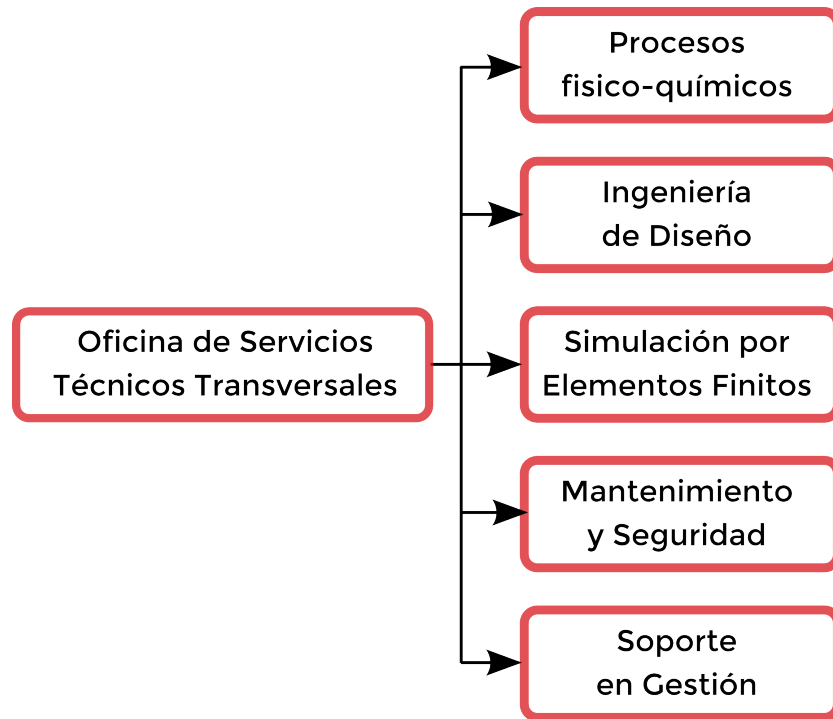 Procesos
fisico-químicos
Ingeniería
de Diseño
Oficina de Servicios
Técnicos Transversales
Simulación por
Elementos Finitos
Mantenimiento
y Seguridad
Soporte
en Gestión